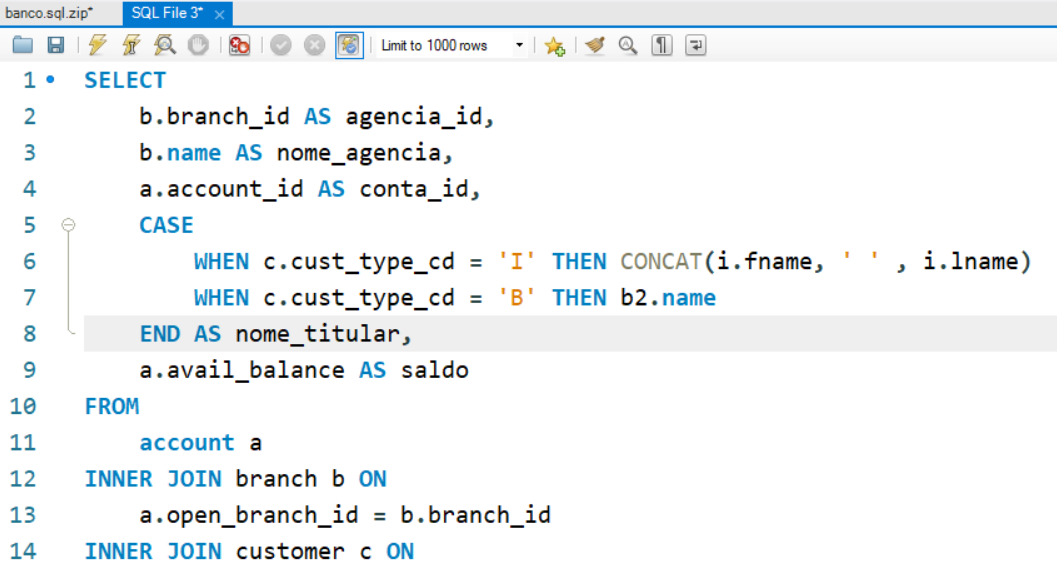 banco.sql.zip* SQL File 3* ×
Limit to 1000 rows
1 SELECT
2 b.branch_id AS agencia_id,
3 b.name AS nome_agencia,
4 a.account_id AS conta_id,
5 CASE
6 WHEN c.cust_type_cd = 'I' THEN CONCAT(i.fname, ' ' , i.lname)
7 WHEN c.cust_type_cd = 'B' THEN b2.name
8 END AS nome_titular,
9 a.avail_balance AS saldo
10 FROM
11 account a
12 INNER JOIN branch b ON
13 a.open_branch_id = b.branch_id
14 INNER JOIN customer c ON